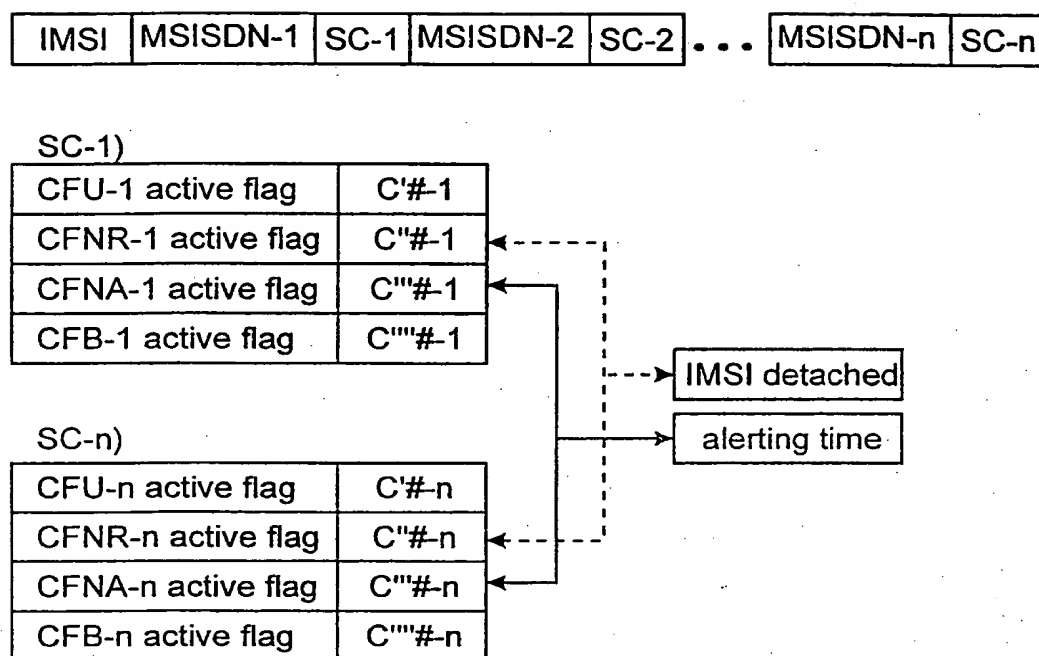 IMSI MSISDN-1 SC-1 MSISDN-2 SC-2 ... MSISDN-n SC-n
SC-1)
CFU-1 active flag C'#-1
CFNR-1 active flag C"#-1
CFNA-1 active flag C'"#-1
CFB-1 active flag C""#-1
IMSI detached
alerting time
SC-n)
CFU-n active flag C'#-n
CFNR-n active flag C"#-n
CFNA-n active flag C'"#-n
CFB-n active flag C""#-n